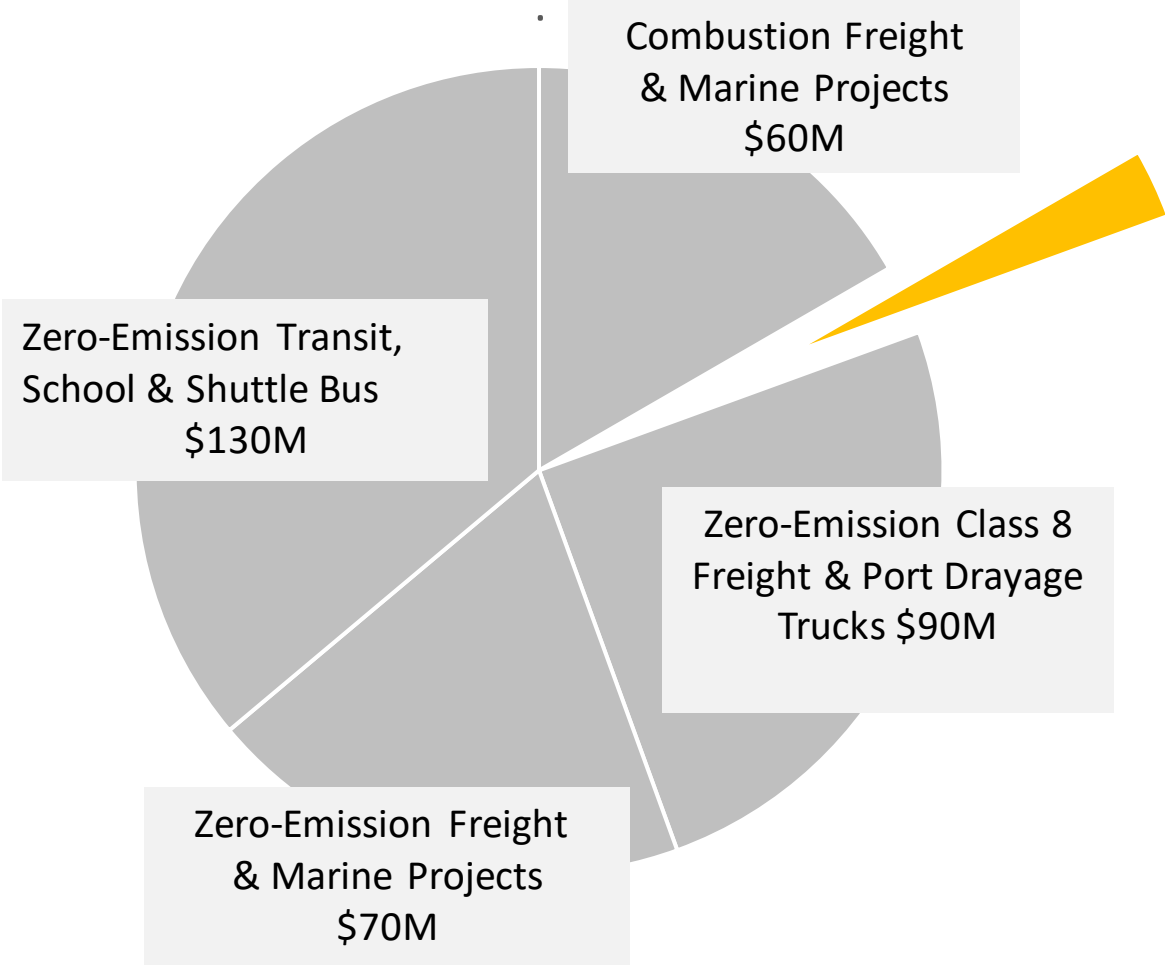 .
Combustion Freight
& Marine Projects
$60M
Zero-Emission Transit,
School & Shuttle Bus
$130M
Zero-Emission Class 8
Freight & Port Drayage
Trucks $90M
Zero-Emission Freight
& Marine Projects
$70M